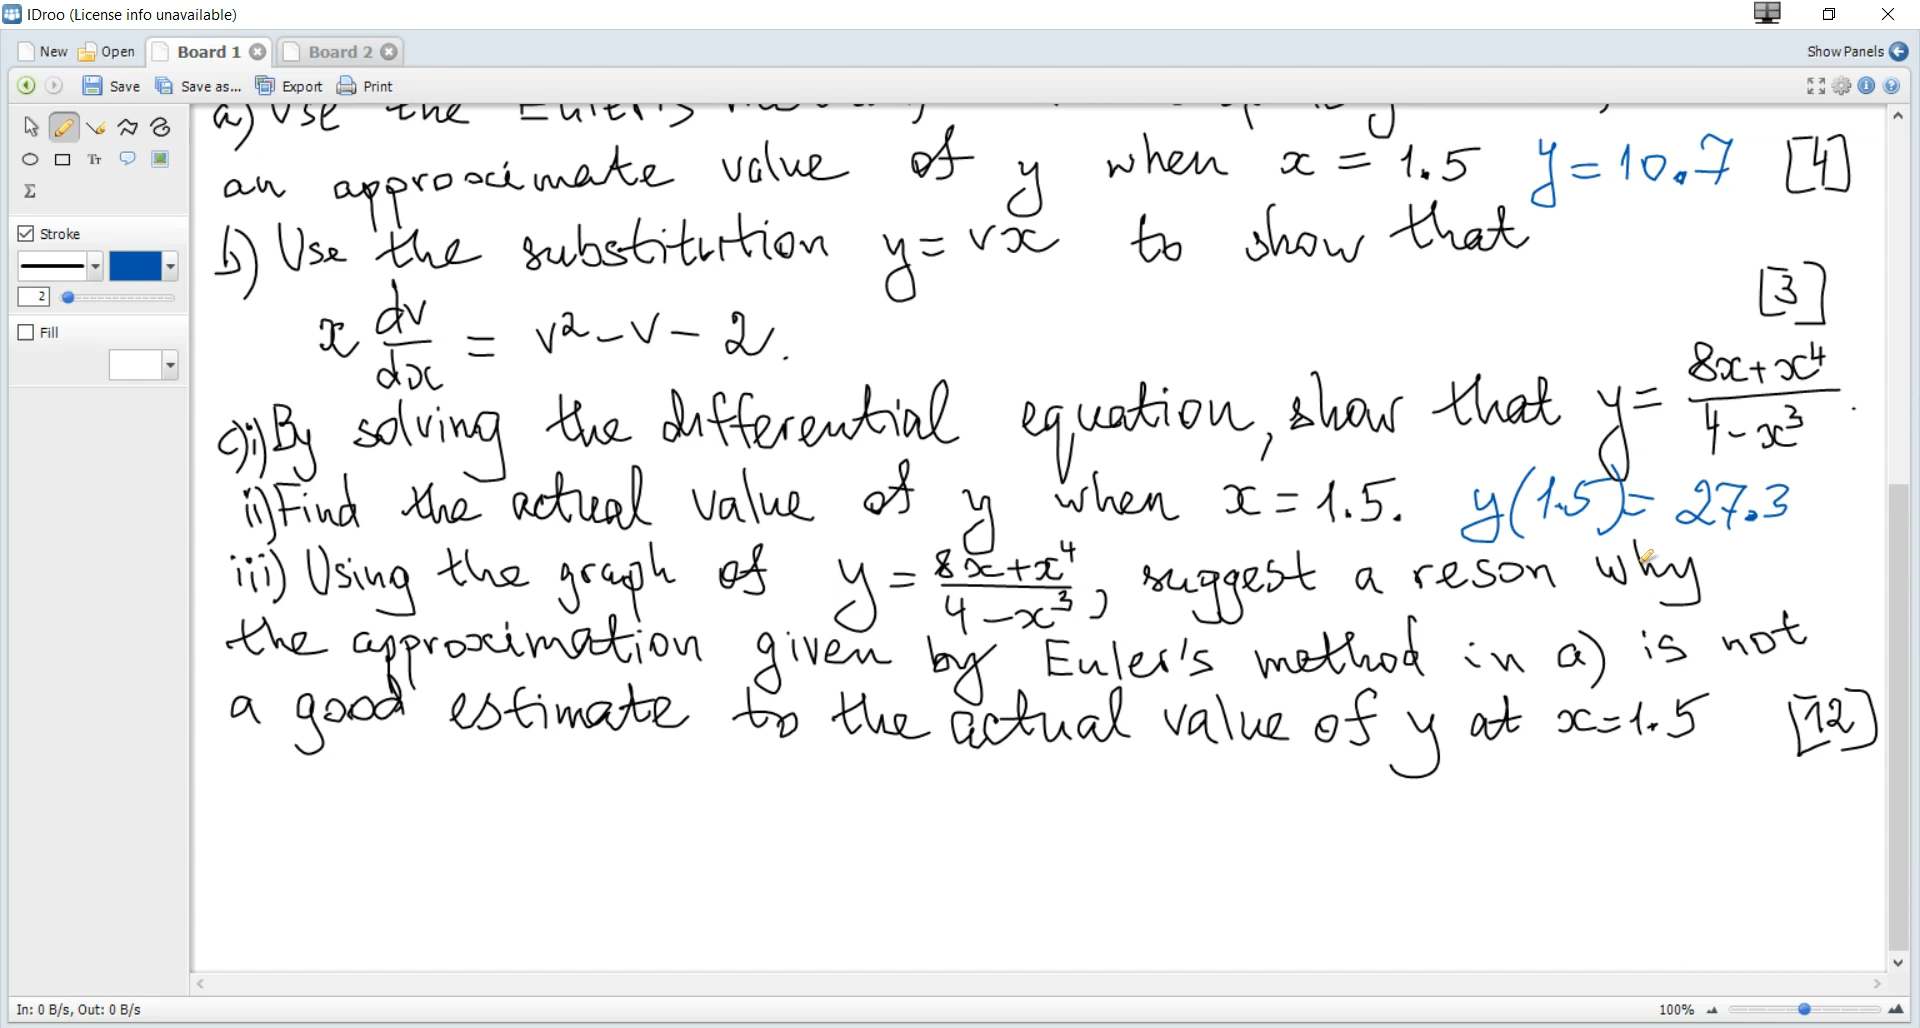 IDroo (License info unavailable)
New Open Board 1 Board 2 Show Panels
Save Save as... Export Print
a) Use the Euler's
an approximate value of y when x = 1.5 y = 10.7 [4]
b) Use the substitution y = vx to show that
[3]
x dv/dx = v² - v - 2.
c)i) By solving the differential equation, show that y = (8x+x⁴)/(4-x³).
ii) Find the actual value of y when x = 1.5. y(1.5) = 27.3
iii) Using the graph of y = (8x+x⁴)/(4-x³), suggest a reson why
the approximation given by Euler's method in a) is not
a good estimate to the actual value of y at x=1.5 [12]
Tт
Σ
Stroke
2
Fill
In: 0 B/s, Out: 0 B/s
100%